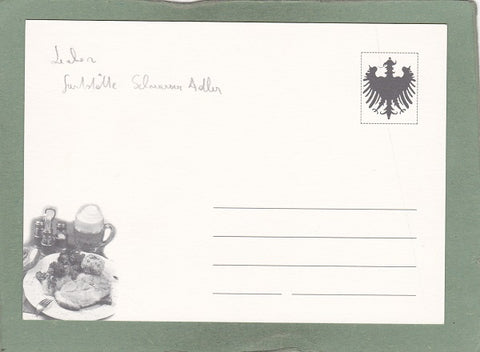 Gaststätte Schwarzer Adler